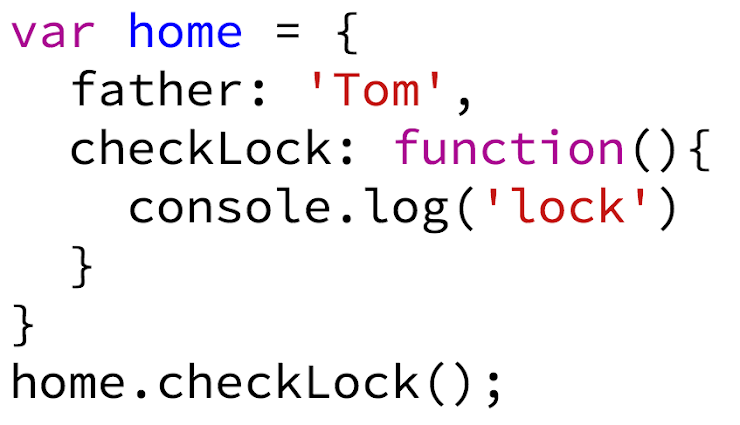 var home = {
  father: 'Tom',
  checkLock: function(){
    console.log('lock')
  }
}
home.checkLock();